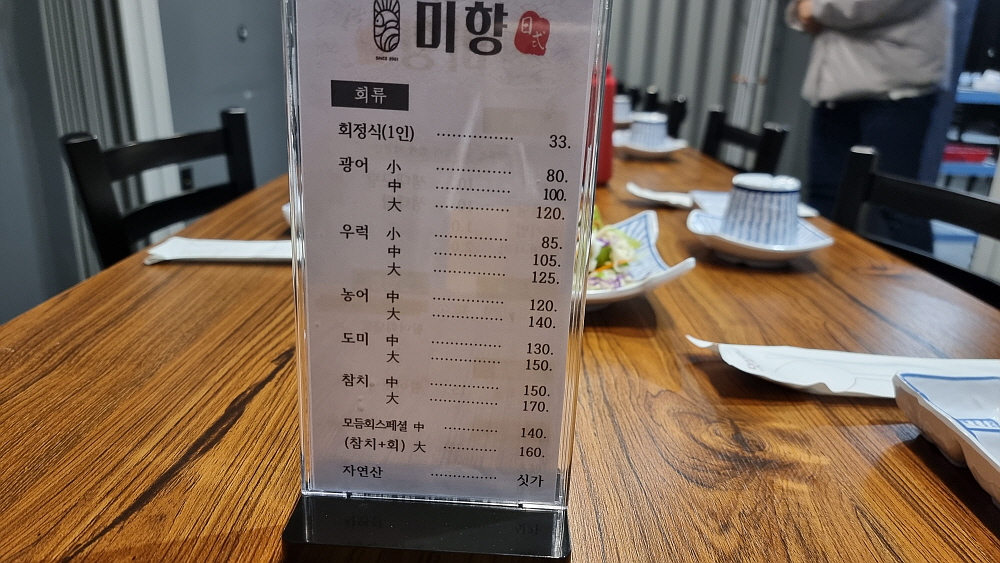 미향 日式
회류
회정식(1인) ............... 33.
광어 小 ............... 80.
中 ............... 100.
大 ............... 120.
우럭 小 ............... 85.
中 ............... 105.
大 ............... 125.
농어 中 ............... 120.
大 ............... 140.
도미 中 ............... 130.
大 ............... 150.
참치 中 ............... 150.
大 ............... 170.
모듬회스페셜 中 ............... 140.
(참치+회) 大 ............... 160.
자연산 ............... 싯가